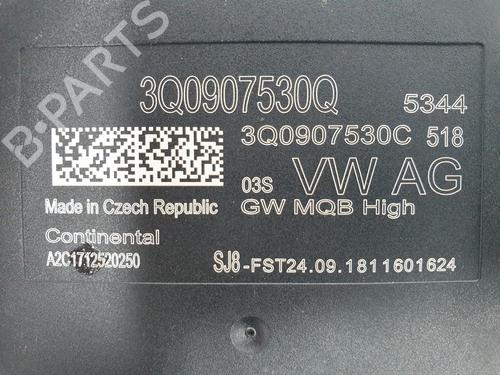 3Q0907530Q 5344
3Q0907530C 518
03S VW AG
Made in Czech Republic GW MQB High
Continental
A2C1712520250 SJ8-FST24.09.1811601624
B-PARTS